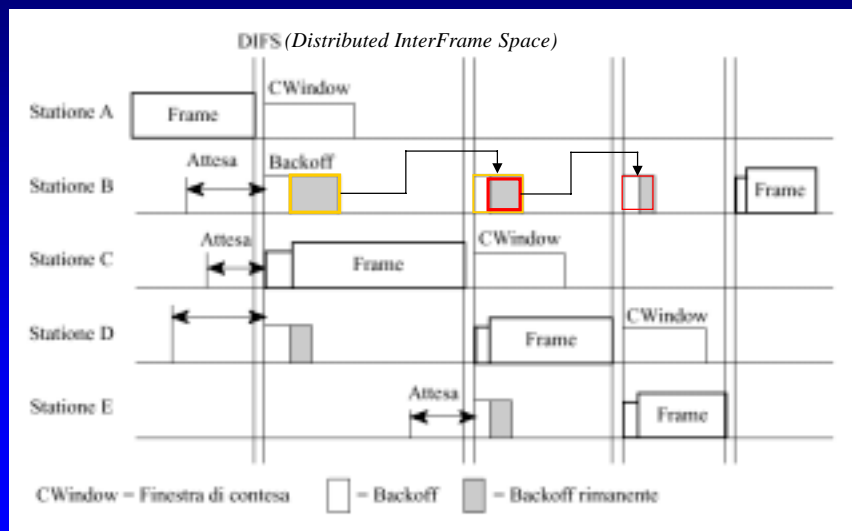 DIFS (Distributed InterFrame Space)
CWindow
Stazione A
Frame
Attesa
Backoff
Stazione B
Frame
Attesa
CWindow
Stazione C
Frame
CWindow
Stazione D
Frame
Attesa
Stazione E
Frame
CWindow = Finestra di contesa
= Backoff
= Backoff rimanente